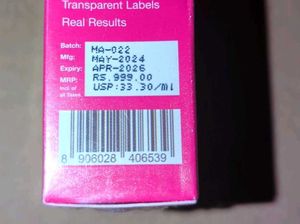 Transparent Labels
Real Results
Batch: MA-022
Mfg: MAY-2024
Expiry: APR-2026
MRP: RS.999.00
Incl. of all Taxes USP:33.30/ml
8 906028 406539